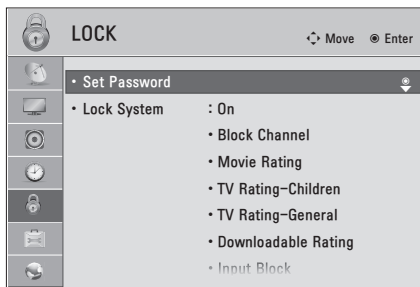 LOCK
Move Enter
• Set Password
• Lock System : On
• Block Channel
• Movie Rating
• TV Rating-Children
• TV Rating-General
• Downloadable Rating
• Input Block